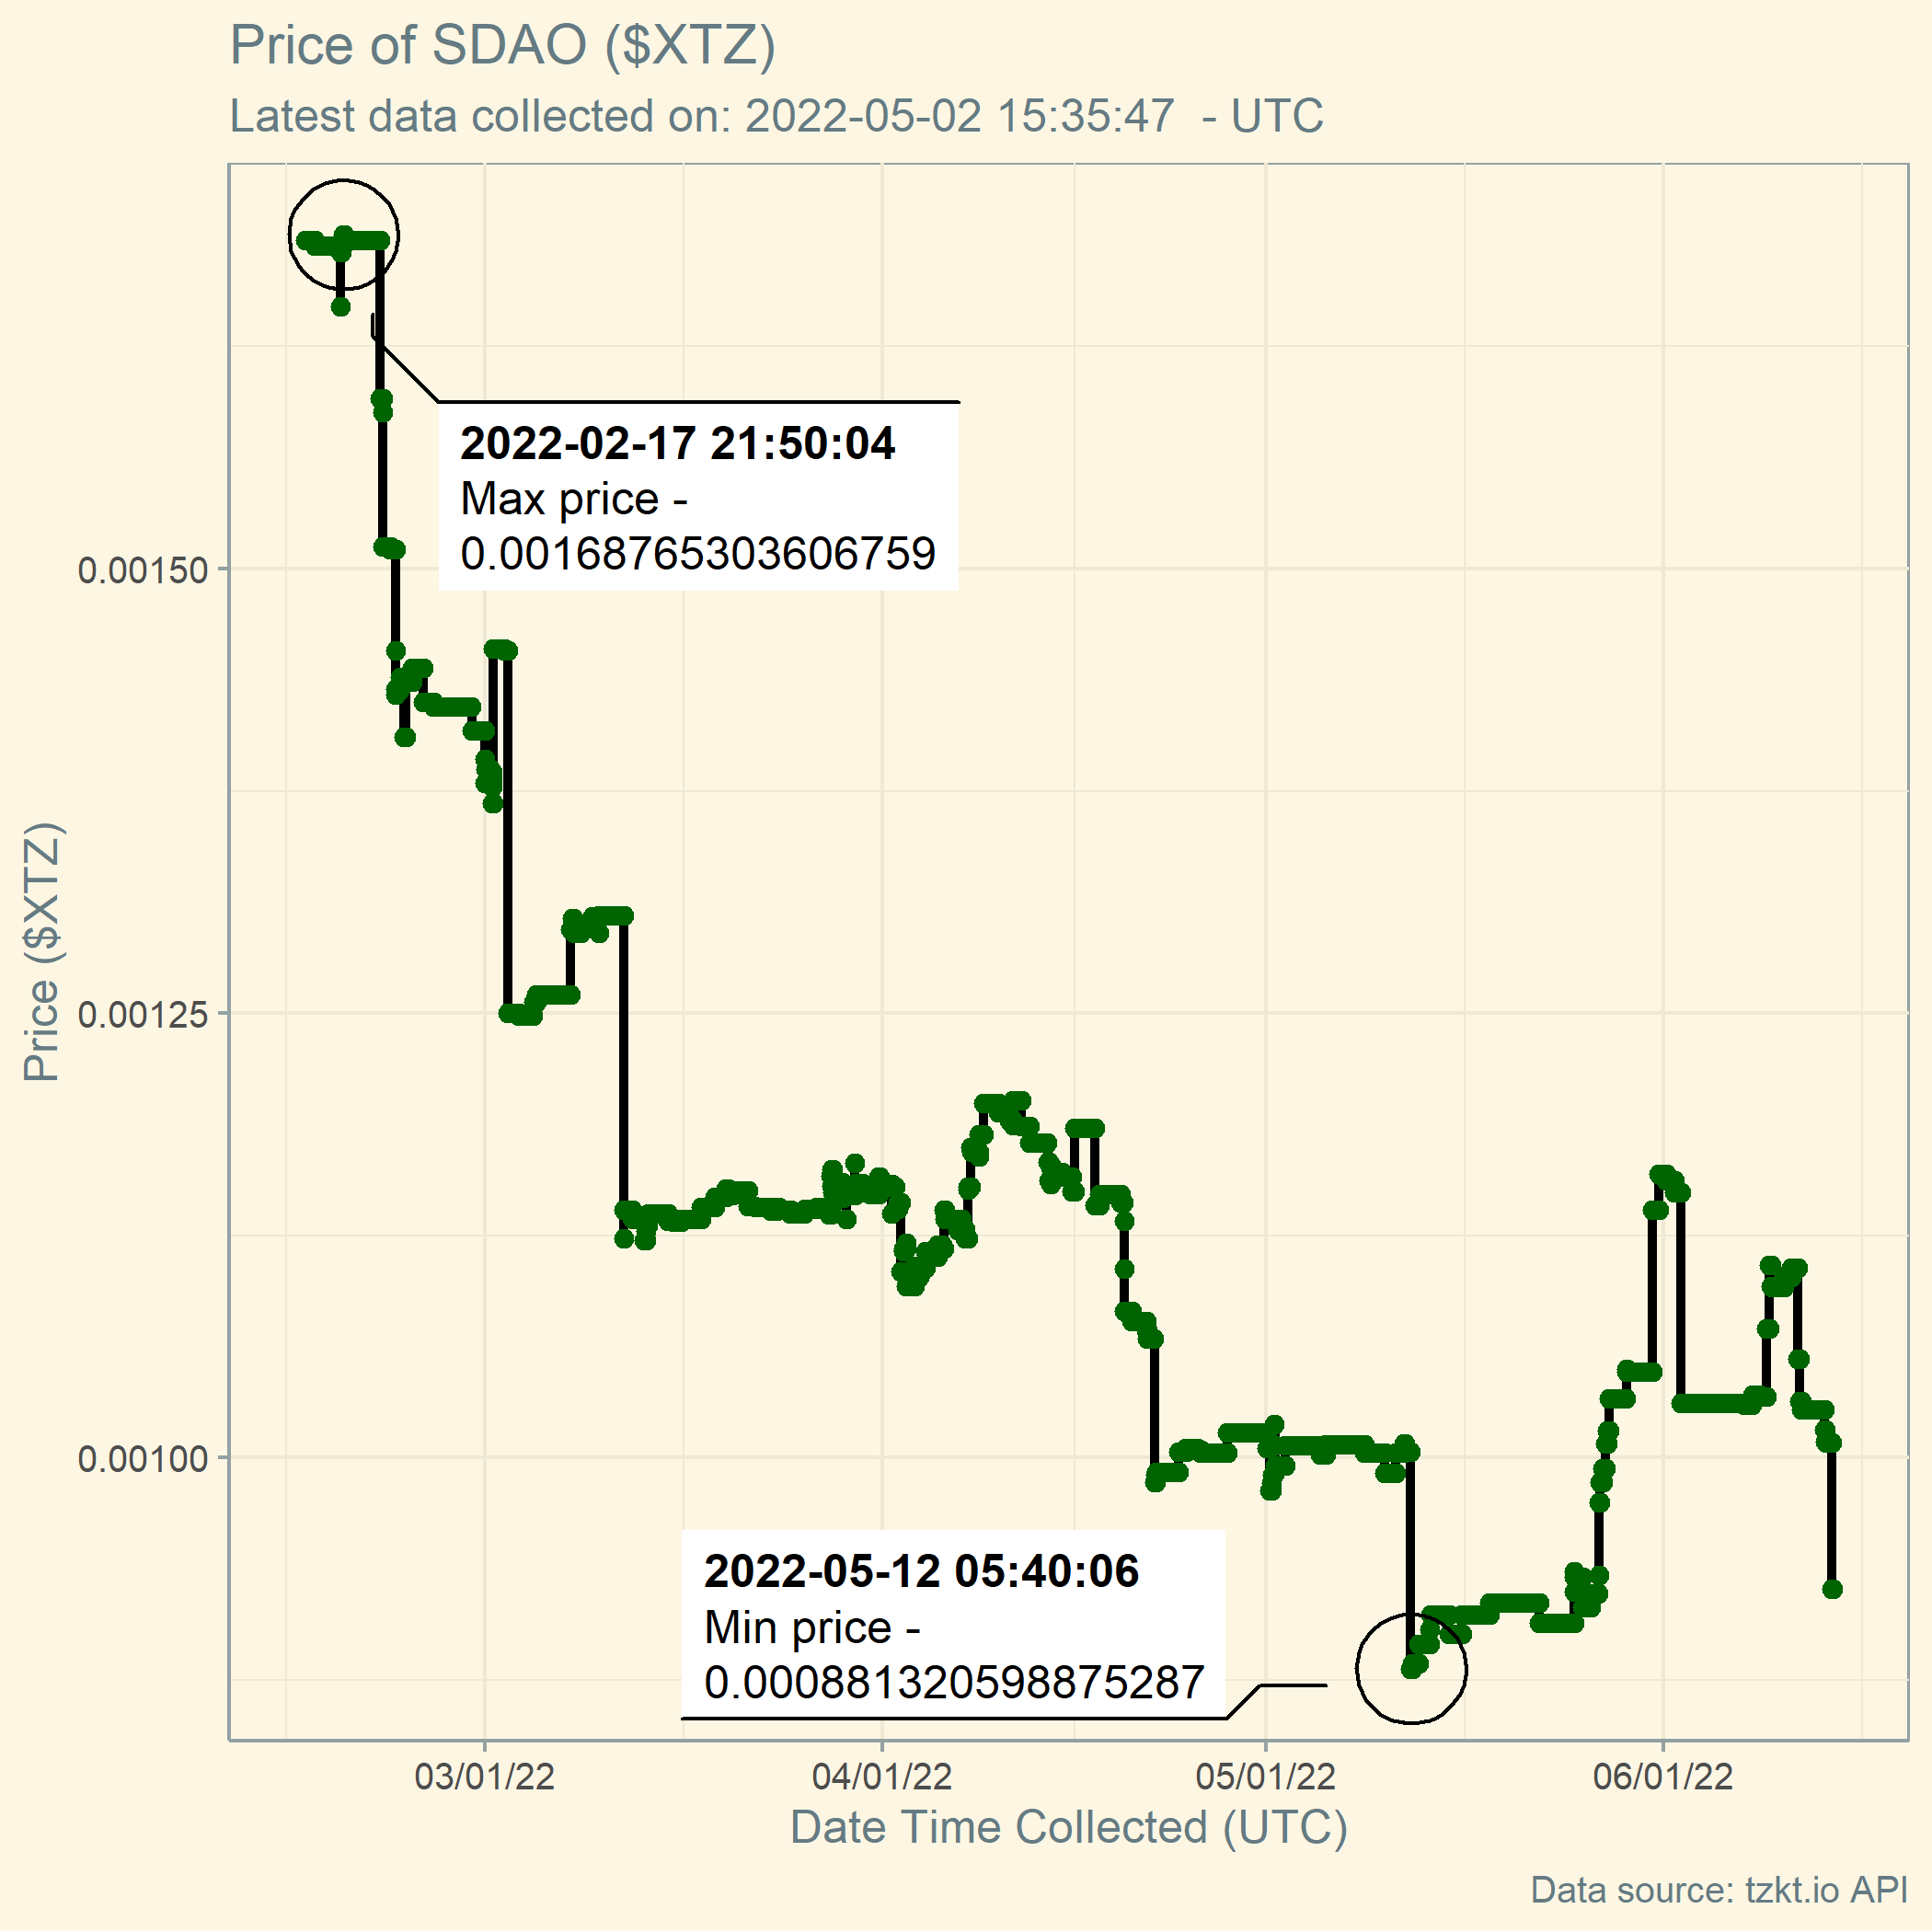 Price of SDAO ($XTZ)
Latest data collected on: 2022-05-02 15:35:47  - UTC
2022-02-17 21:50:04
Max price -
0.00168765303606759
0.00150
0.00125
0.00100
Price ($XTZ)
2022-05-12 05:40:06
Min price -
0.000881320598875287
03/01/22
04/01/22
05/01/22
06/01/22
Date Time Collected (UTC)
Data source: tzkt.io API